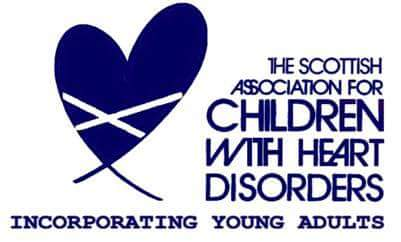 THE SCOTTISH
ASSOCIATION FOR
CHILDREN
WITH HEART
DISORDERS
INCORPORATING YOUNG ADULTS